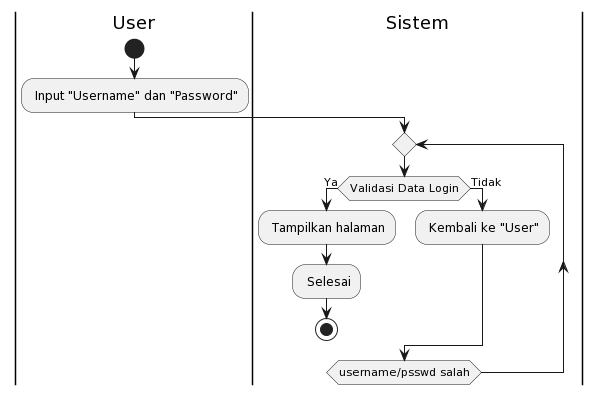 User
Sistem
Input "Username" dan "Password"
Validasi Data Login
Ya
Tidak
Tampilkan halaman
Kembali ke "User"
Selesai
username/psswd salah